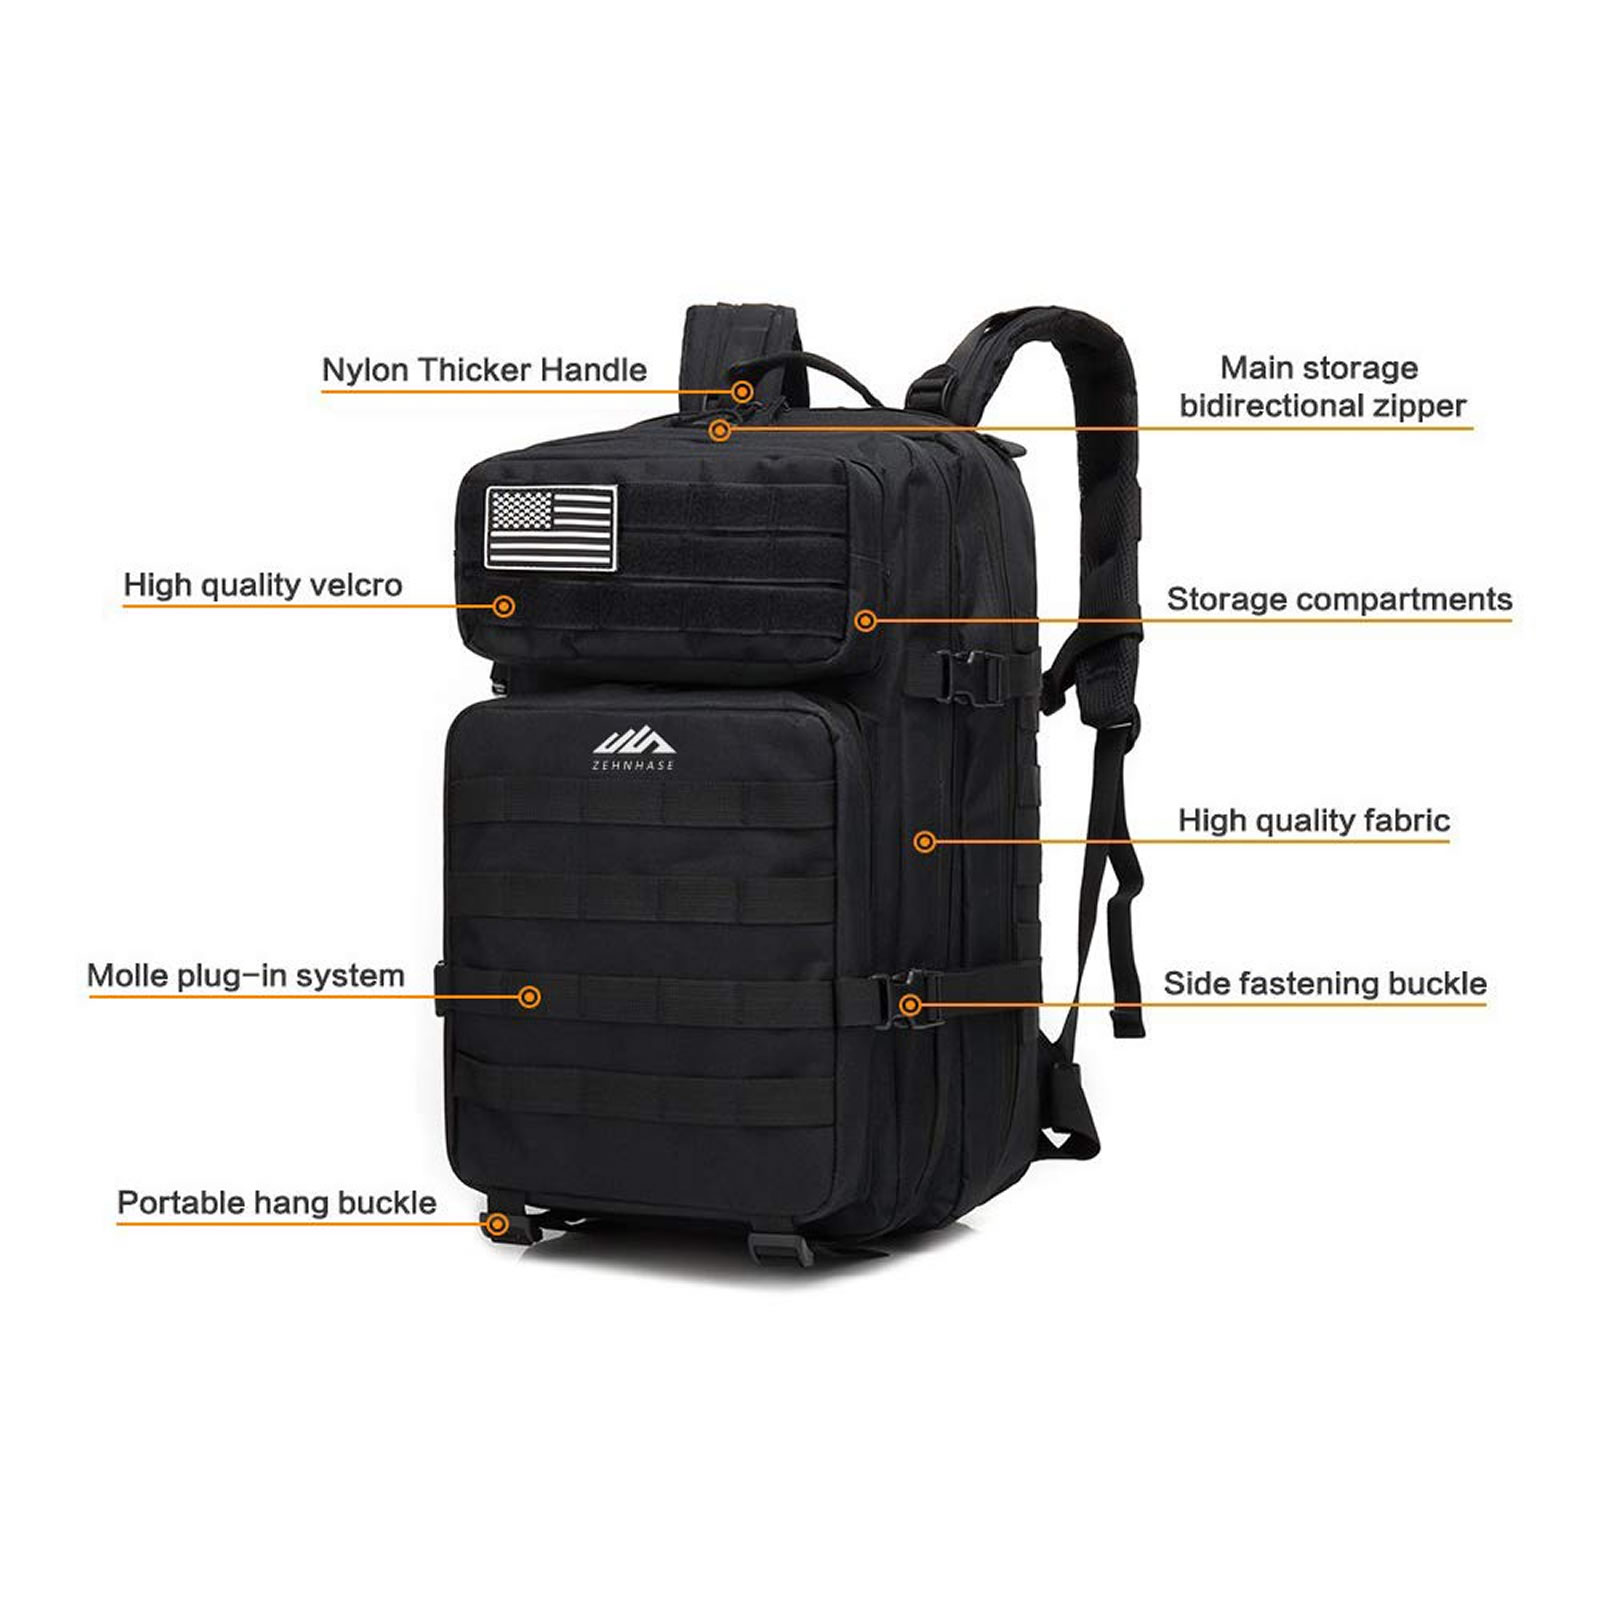 Nylon Thicker Handle
Main storage
bidirectional zipper
High quality velcro
Storage compartments
ZEHNHASE
High quality fabric
Molle plug-in system
Side fastening buckle
Portable hang buckle